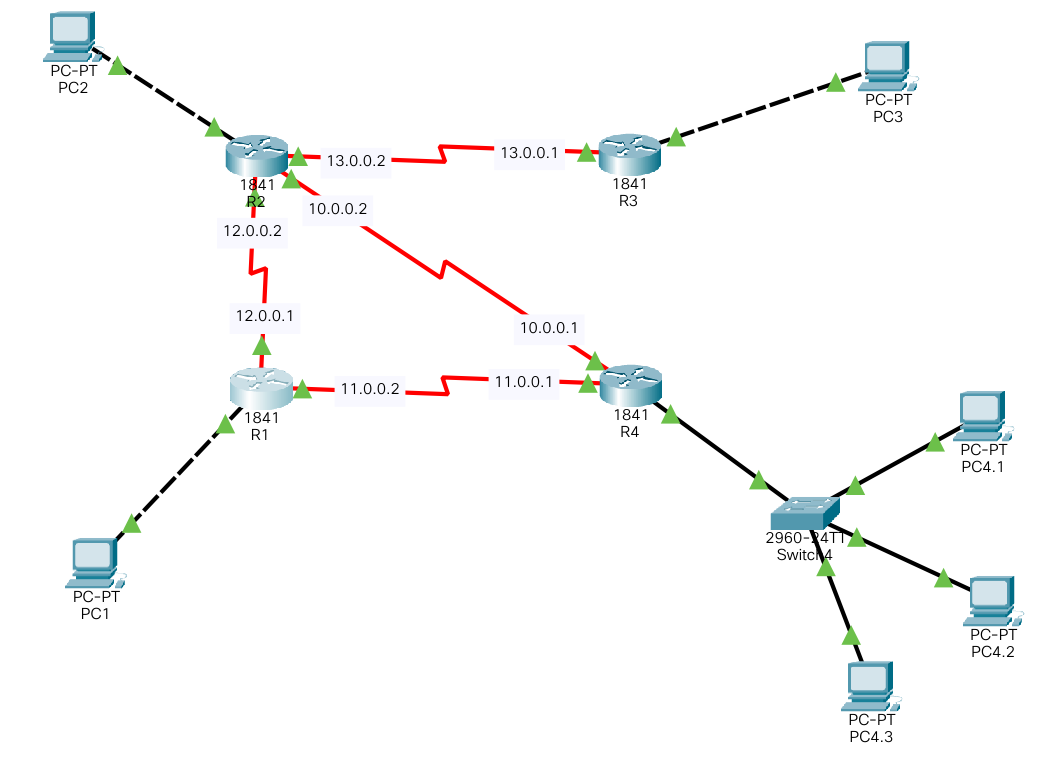 PC-PT
PC2
PC-PT
PC3
1841
R2
13.0.0.2
13.0.0.1
1841
R3
10.0.0.2
12.0.0.2
12.0.0.1
10.0.0.1
1841
R1
11.0.0.2
11.0.0.1
1841
R4
PC-PT
PC4.1
2960-24TT
Switch4
PC-PT
PC1
PC-PT
PC4.2
PC-PT
PC4.3